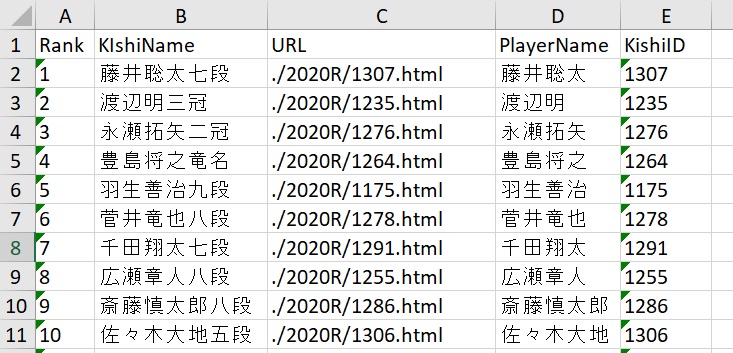 A B C D E
1 Rank KIshiName URL PlayerName KishiID
2 1 藤井聡太七段 ./2020R/1307.html 藤井聡太 1307
3 2 渡辺明三冠 ./2020R/1235.html 渡辺明 1235
4 3 永瀬拓矢二冠 ./2020R/1276.html 永瀬拓矢 1276
5 4 豊島将之竜名 ./2020R/1264.html 豊島将之 1264
6 5 羽生善治九段 ./2020R/1175.html 羽生善治 1175
7 6 菅井竜也八段 ./2020R/1278.html 菅井竜也 1278
8 7 千田翔太七段 ./2020R/1291.html 千田翔太 1291
9 8 広瀬章人八段 ./2020R/1255.html 広瀬章人 1255
10 9 斎藤慎太郎八段 ./2020R/1286.html 斎藤慎太郎 1286
11 10 佐々木大地五段 ./2020R/1306.html 佐々木大地 1306